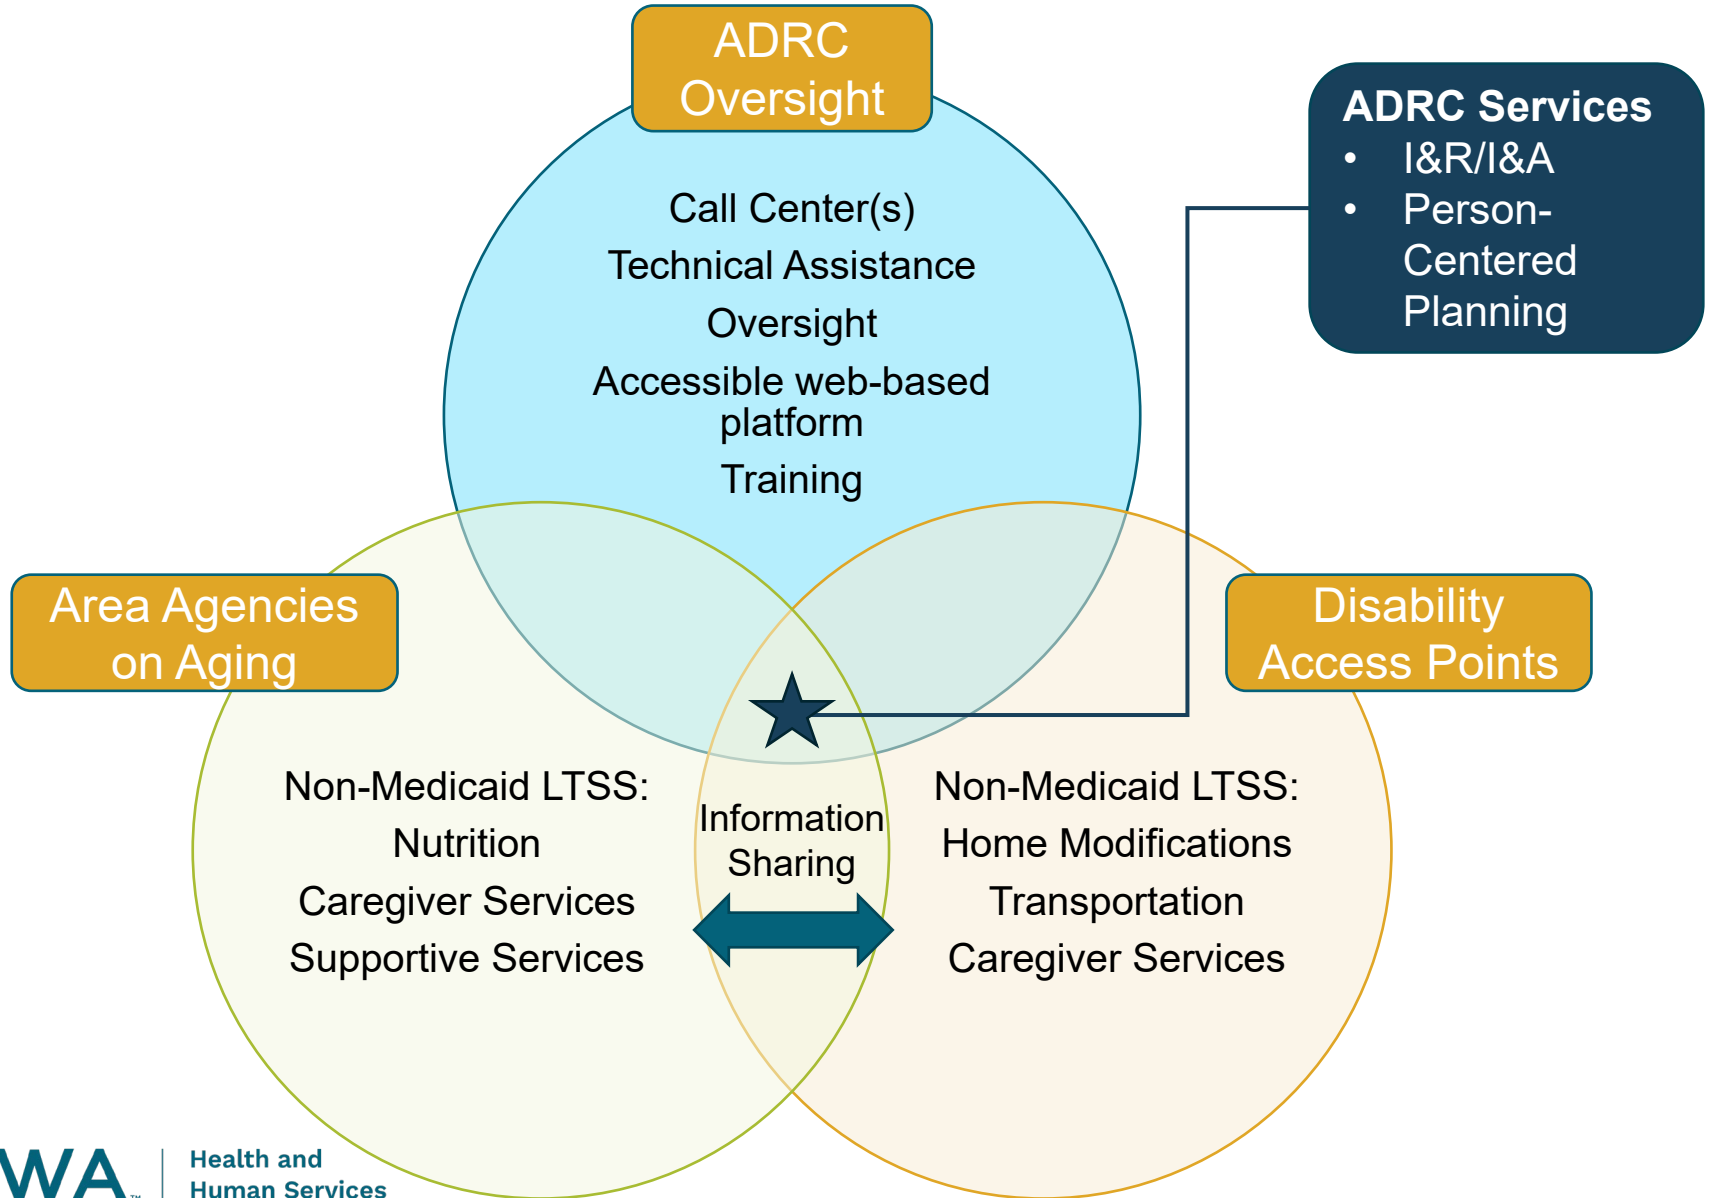 ADRC
Oversight
ADRC Services
• I&R/I&A
• Person-
Centered
Planning
Call Center(s)
Technical Assistance
Oversight
Accessible web-based
platform
Training
Area Agencies
on Aging
Disability
Access Points
Non-Medicaid LTSS:
Nutrition
Caregiver Services
Supportive Services
Information
Sharing
Non-Medicaid LTSS:
Home Modifications
Transportation
Caregiver Services
WA™
Health and
Human Services